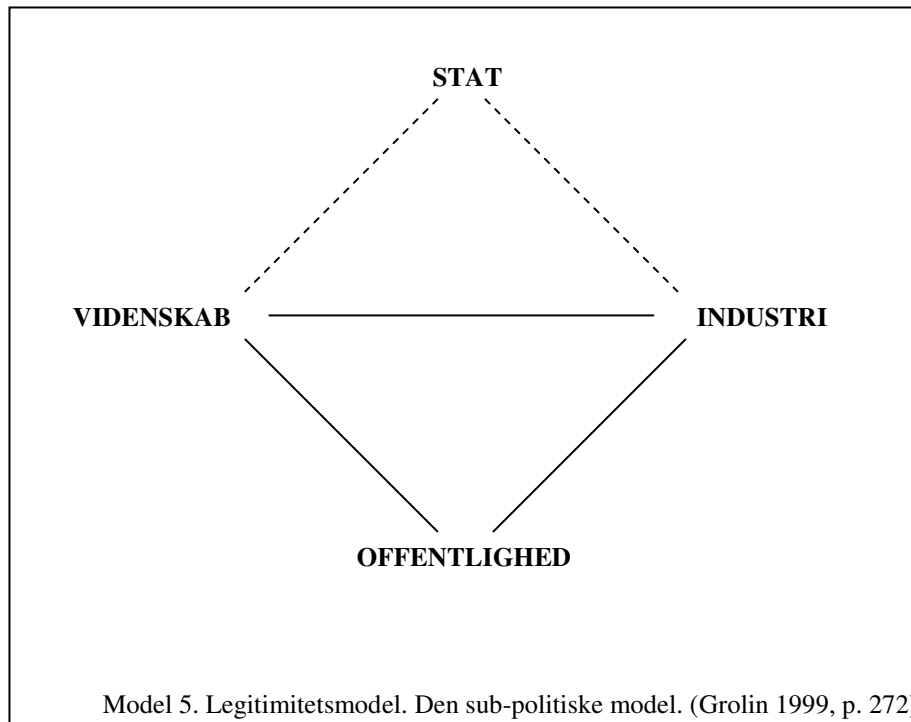 STAT
VIDENSKAB INDUSTRI
OFFENTLIGHED
Model 5. Legitimitetsmodel. Den sub-politiske model. (Grolin 1999, p. 272)